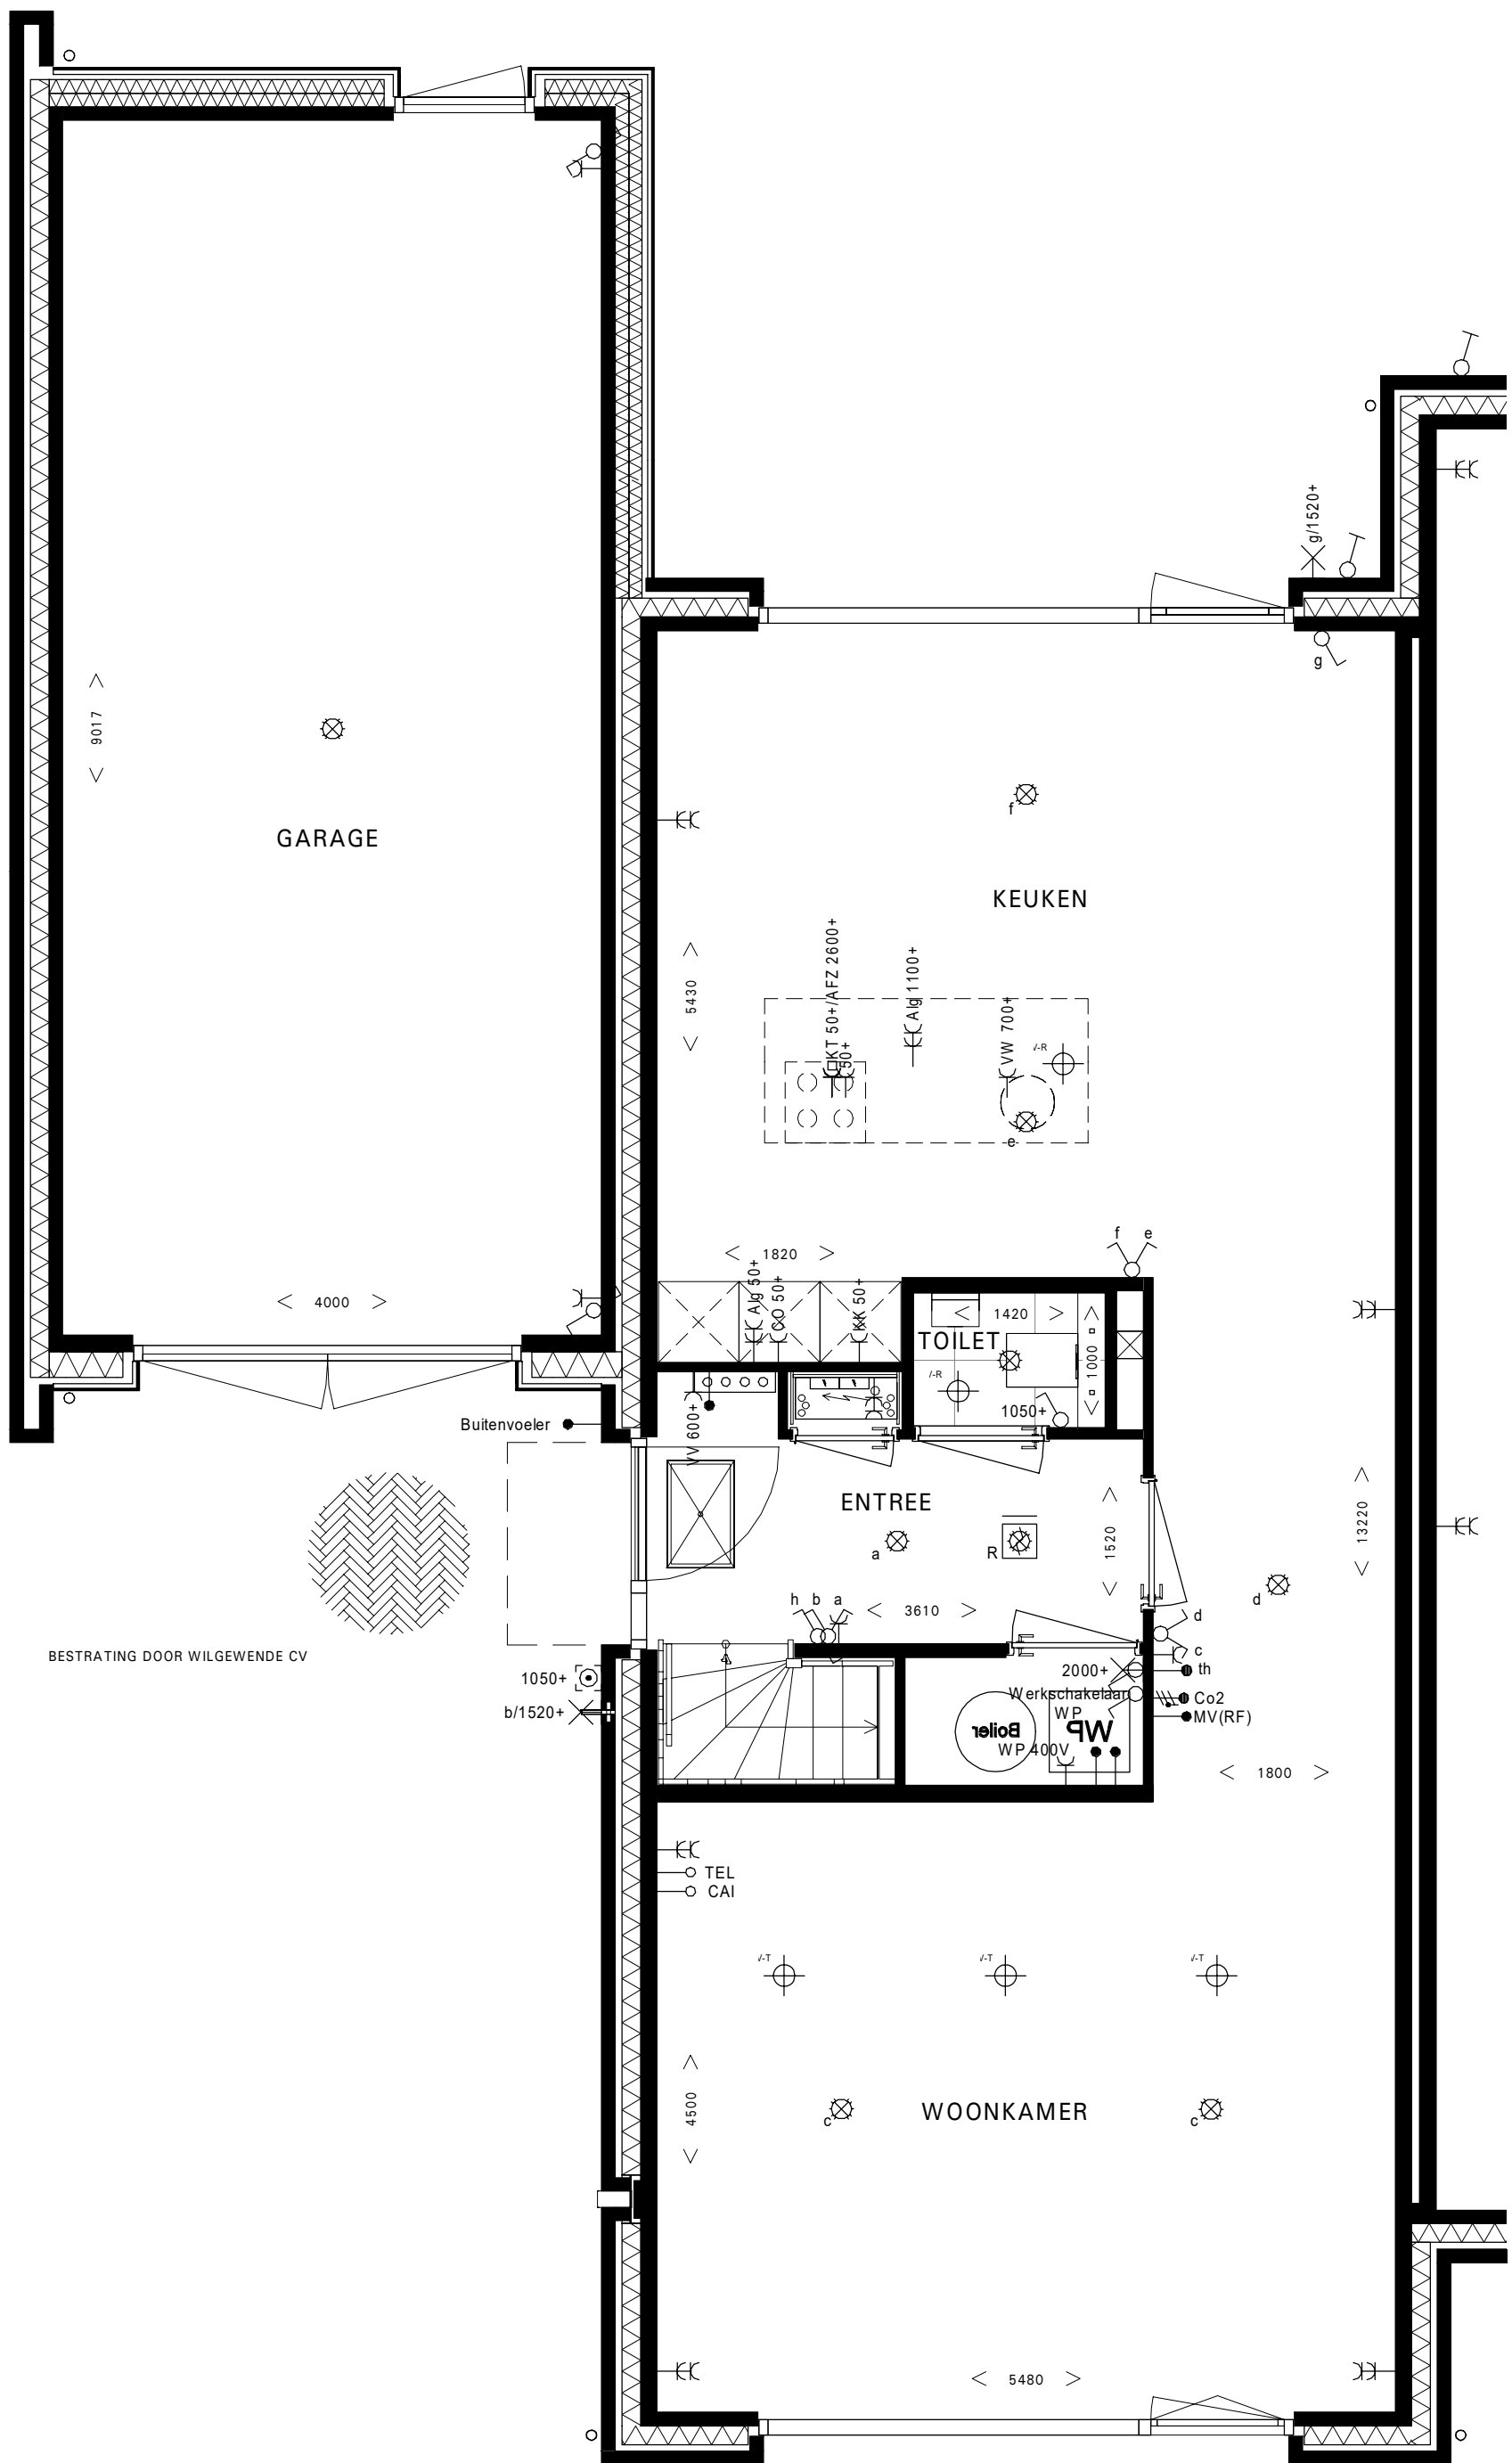 g/1520+
g
9017
f
GARAGE
KEUKEN
5430
KT 50+/AFZ 2600+
50+
Alg 1100+
VW 700+
V-R
e
f e
1820
4000
Alg 50+
CO 50+
KK 50+
1420
TOILET
1000
V-R
1050+
Buitenvoeler
VV 600+
ENTREE
1520
13220
a
R
d
h b a
3610
d
c
BESTRATING DOOR WILGEWENDE CV
1050+
2000+
th
b/1520+
Werkschakelaar
WP
Co2
MV(RF)
Boiler
WP
WP 400V
1800
TEL
CAI
V-T
V-T
V-T
4500
WOONKAMER
c
c
5480